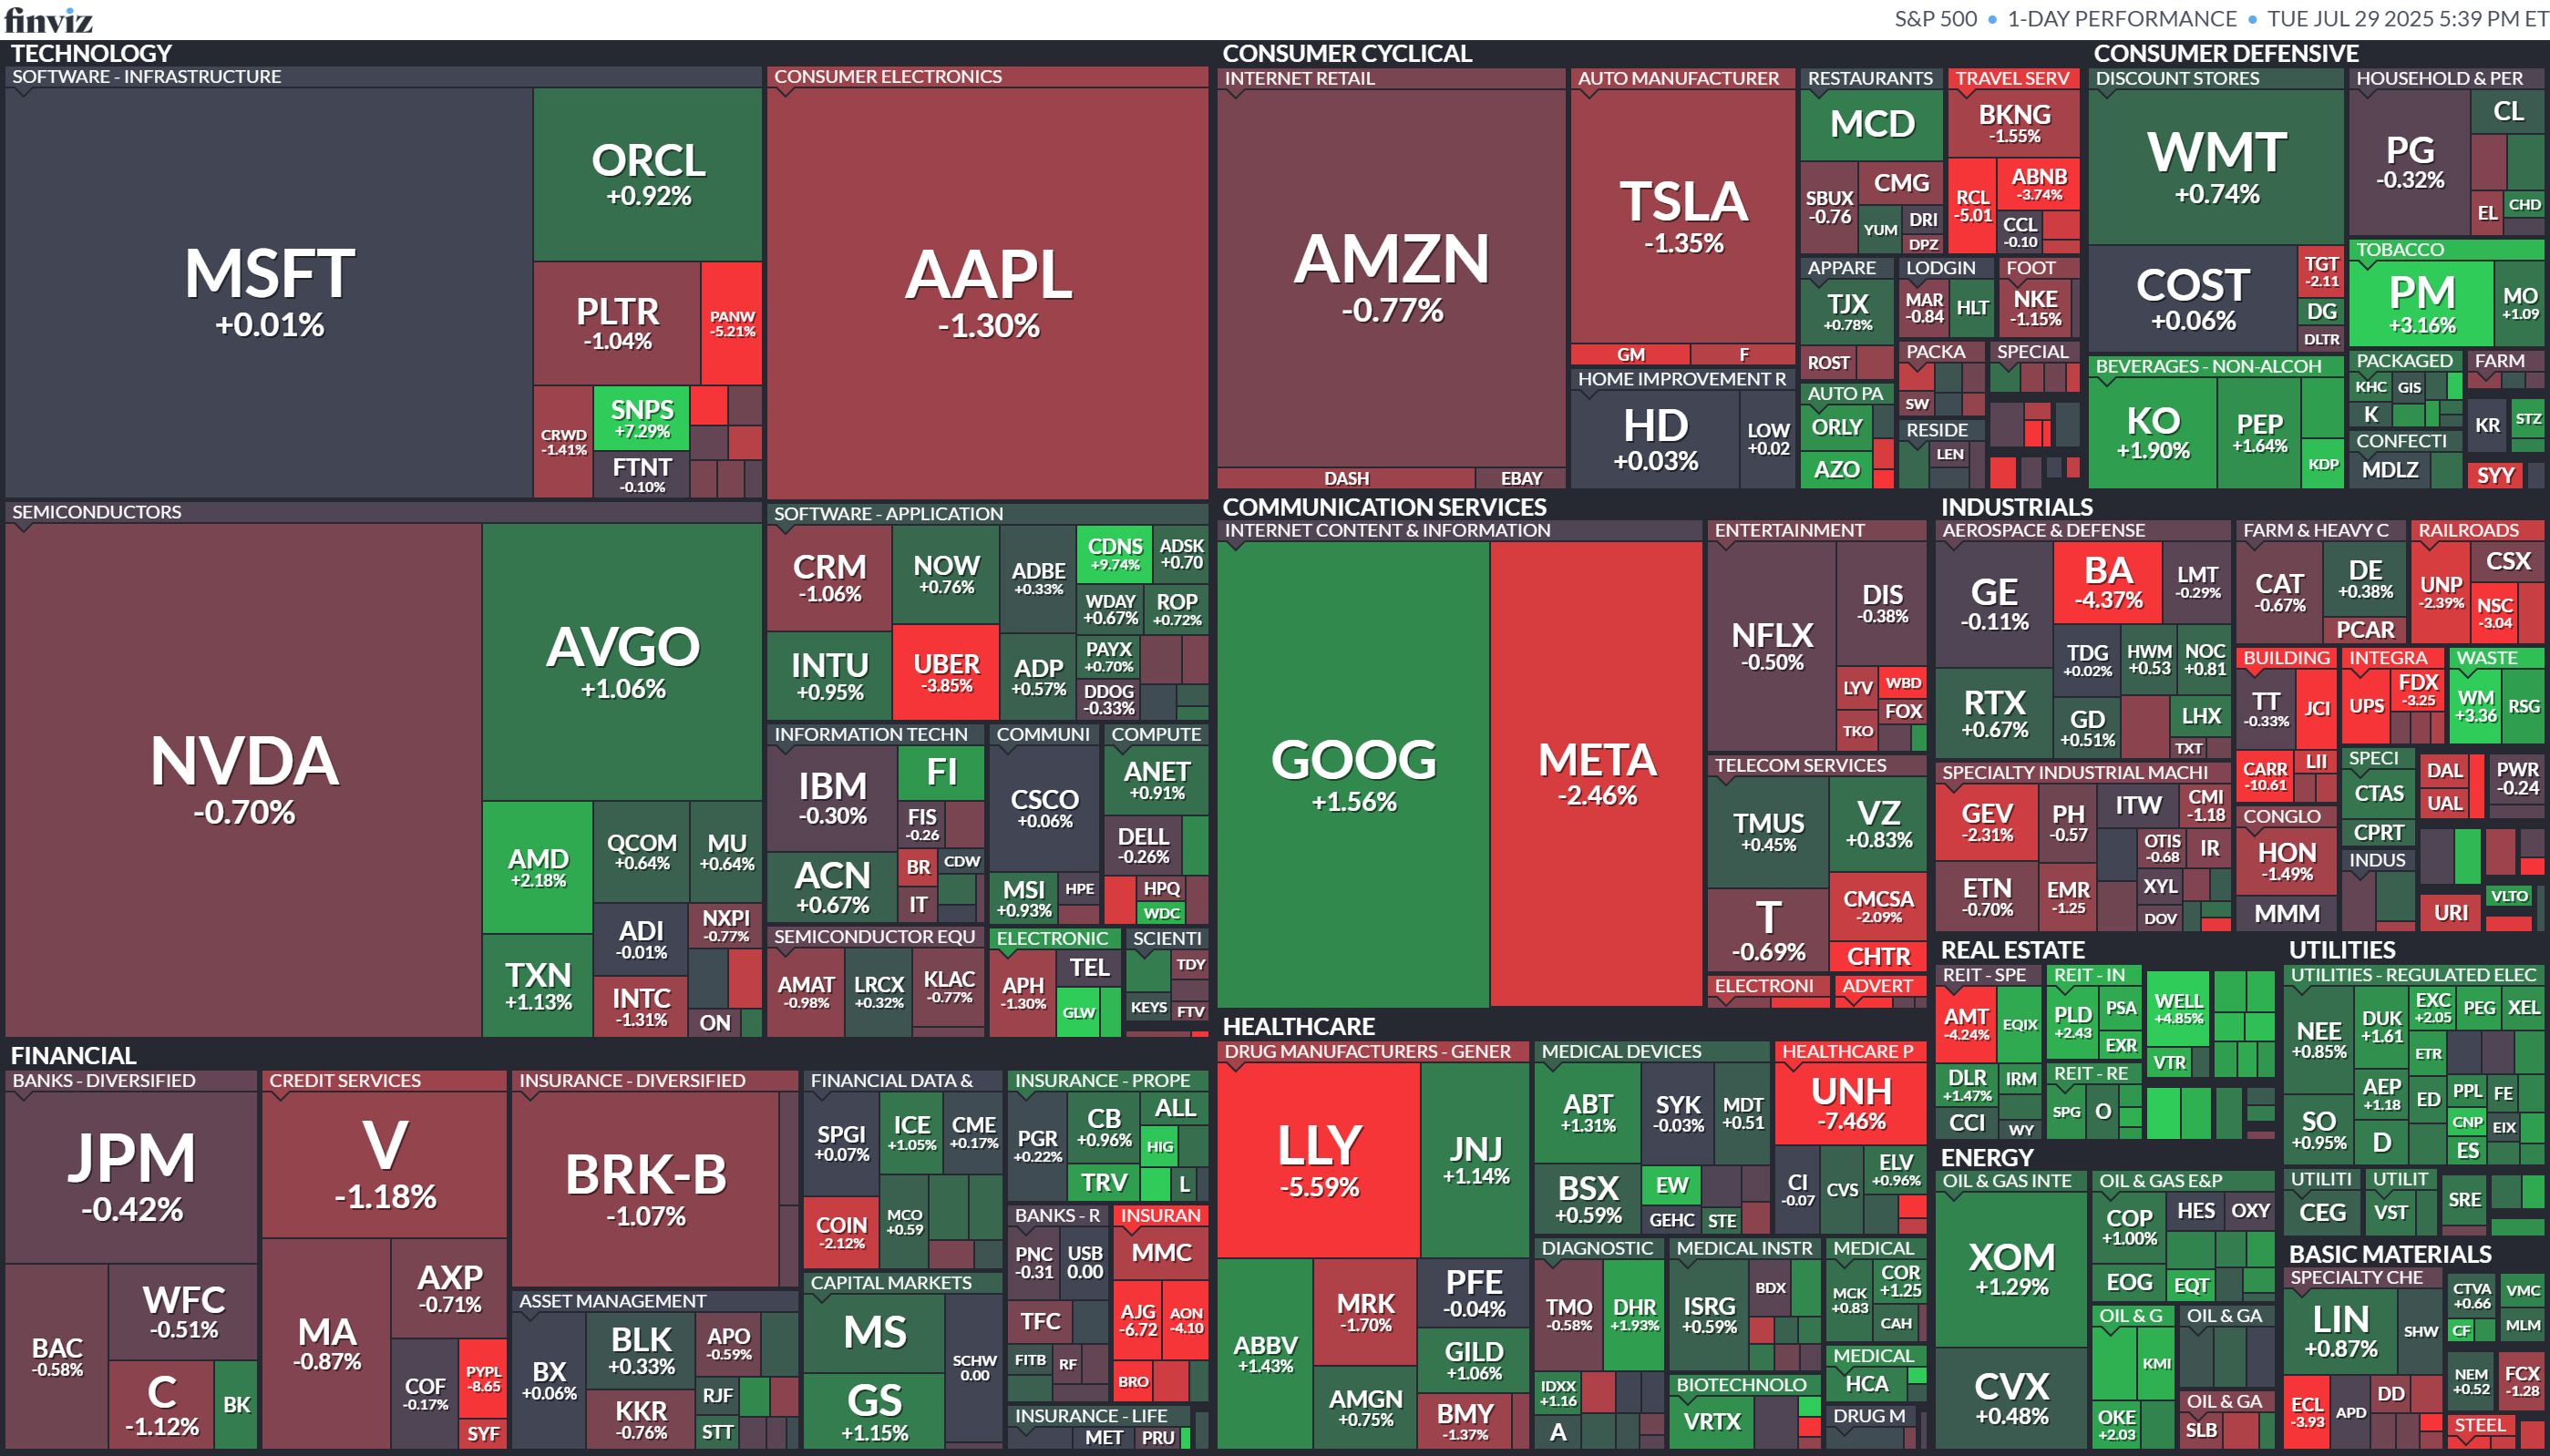 finviz
S&P 500 • 1-DAY PERFORMANCE • TUE JUL 29 2025 5:39 PM ET
TECHNOLOGY
SOFTWARE - INFRASTRUCTURE
MSFT
+0.01%
ORCL
+0.92%
PLTR
-1.04%
PANW
-5.21%
CRWD
-1.41%
SNPS
+7.29%
FTNT
-0.10%
CONSUMER ELECTRONICS
AAPL
-1.30%
SEMICONDUCTORS
NVDA
-0.70%
AVGO
+1.06%
AMD
+2.18%
QCOM
+0.64%
MU
+0.64%
TXN
+1.13%
ADI
-0.01%
NXPI
-0.77%
INTC
-1.31%
ON
SOFTWARE - APPLICATION
CRM
-1.06%
NOW
+0.76%
ADBE
+0.33%
CDNS
+9.74%
ADSK
+0.70
WDAY
+0.67%
ROP
+0.72%
INTU
+0.95%
UBER
-3.85%
ADP
+0.57%
PAYX
+0.70%
DDOG
-0.33%
INFORMATION TECHN
IBM
-0.30%
FI
FIS
-0.26
ACN
+0.67%
BR
CDW
IT
COMMUNI
CSCO
+0.06%
MSI
+0.93%
HPE
COMPUTE
ANET
+0.91%
DELL
-0.26%
HPQ
WDC
SEMICONDUCTOR EQU
AMAT
-0.98%
LRCX
+0.32%
KLAC
-0.77%
ELECTRONIC
APH
-1.30%
TEL
GLW
SCIENTI
TDY
KEYS
FTV
CONSUMER CYCLICAL
INTERNET RETAIL
AMZN
-0.77%
DASH
EBAY
AUTO MANUFACTURER
TSLA
-1.35%
GM
F
HOME IMPROVEMENT R
HD
+0.03%
LOW
+0.02
RESTAURANTS
MCD
SBUX
-0.76
CMG
YUM
DRI
DPZ
TRAVEL SERV
BKNG
-1.55%
RCL
-5.01
ABNB
-3.74%
CCL
-0.10
APPARE
TJX
+0.78%
ROST
LODGIN
MAR
-0.84
HLT
FOOT
NKE
-1.15%
PACKA
SW
SPECIAL
AUTO PA
ORLY
AZO
RESIDE
LEN
CONSUMER DEFENSIVE
DISCOUNT STORES
WMT
+0.74%
COST
+0.06%
TGT
-2.11
DG
DLTR
HOUSEHOLD & PER
PG
-0.32%
CL
EL
CHD
TOBACCO
PM
+3.16%
MO
+1.09
BEVERAGES - NON-ALCOH
KO
+1.90%
PEP
+1.64%
KDP
PACKAGED
KHC
GIS
K
FARM
KR
STZ
CONFECTI
MDLZ
SYY
COMMUNICATION SERVICES
INTERNET CONTENT & INFORMATION
GOOG
+1.56%
META
-2.46%
ENTERTAINMENT
NFLX
-0.50%
DIS
-0.38%
LYV
WBD
FOX
TKO
TELECOM SERVICES
TMUS
+0.45%
VZ
+0.83%
T
-0.69%
CMCSA
-2.09%
CHTR
ELECTRONI
ADVERT
INDUSTRIALS
AEROSPACE & DEFENSE
GE
-0.11%
BA
-4.37%
LMT
-0.29%
RTX
+0.67%
TDG
+0.02%
HWM
+0.53
NOC
+0.81
GD
+0.51%
LHX
TXT
FARM & HEAVY C
CAT
-0.67%
DE
+0.38%
PCAR
RAILROADS
UNP
-2.39%
CSX
NSC
-3.04
BUILDING
TT
-0.33%
JCI
CARR
-10.61
LII
INTEGRA
UPS
FDX
-3.25
WASTE
WM
+3.36
RSG
SPECIALTY INDUSTRIAL MACHI
GEV
-2.31%
PH
-0.57
ITW
CMI
-1.18
ETN
-0.70%
EMR
-1.25
OTIS
-0.68
IR
XYL
DOV
SPECI
CTAS
CPRT
DAL
UAL
PWR
-0.24
CONGLO
HON
-1.49%
MMM
INDUS
URI
VLTO
FINANCIAL
BANKS - DIVERSIFIED
JPM
-0.42%
BAC
-0.58%
WFC
-0.51%
C
-1.12%
BK
CREDIT SERVICES
V
-1.18%
MA
-0.87%
AXP
-0.71%
COF
-0.17%
PYPL
-8.65
SYF
INSURANCE - DIVERSIFIED
BRK-B
-1.07%
ASSET MANAGEMENT
BX
+0.06%
BLK
+0.33%
APO
-0.59%
KKR
-0.76%
RJF
STT
FINANCIAL DATA &
SPGI
+0.07%
ICE
+1.05%
CME
+0.17%
COIN
-2.12%
MCO
+0.59
CAPITAL MARKETS
MS
GS
+1.15%
SCHW
0.00
INSURANCE - PROPE
PGR
+0.22%
CB
+0.96%
ALL
HIG
TRV
L
BANKS - R
PNC
-0.31
USB
0.00
TFC
FITB
RF
INSURAN
MMC
AJG
-6.72
AON
-4.10
BRO
INSURANCE - LIFE
MET
PRU
HEALTHCARE
DRUG MANUFACTURERS - GENER
LLY
-5.59%
JNJ
+1.14%
ABBV
+1.43%
MRK
-1.70%
PFE
-0.04%
AMGN
+0.75%
GILD
+1.06%
BMY
-1.37%
MEDICAL DEVICES
ABT
+1.31%
SYK
-0.03%
MDT
+0.51
BSX
+0.59%
EW
GEHC
STE
HEALTHCARE P
UNH
-7.46%
CI
-0.07
CVS
ELV
+0.96%
DIAGNOSTIC
TMO
-0.58%
DHR
+1.93%
IDXX
+1.16
A
MEDICAL INSTR
ISRG
+0.59%
BDX
MEDICAL
MCK
+0.83
COR
+1.25
CAH
BIOTECHNOLO
VRTX
MEDICAL
HCA
DRUG M
REAL ESTATE
REIT - SPE
AMT
-4.24%
EQIX
DLR
+1.47%
IRM
CCI
WY
REIT - IN
PLD
+2.43
PSA
EXR
REIT - RE
SPG
O
WELL
+4.85%
VTR
UTILITIES
UTILITIES - REGULATED ELEC
NEE
+0.85%
DUK
+1.61
EXC
+2.05
PEG
XEL
ETR
SO
+0.95%
AEP
+1.18
ED
PPL
FE
CNP
EIX
D
ES
UTILITI
CEG
UTILIT
VST
SRE
ENERGY
OIL & GAS INTE
XOM
+1.29%
CVX
+0.48%
OIL & GAS E&P
COP
+1.00%
HES
OXY
EOG
EQT
OIL & G
KMI
OKE
+2.03
OIL & GA
OIL & GA
SLB
BASIC MATERIALS
SPECIALTY CHE
LIN
+0.87%
SHW
ECL
-3.93
APD
DD
CTVA
+0.66
VMC
CF
MLM
NEM
+0.52
FCX
-1.28
STEEL